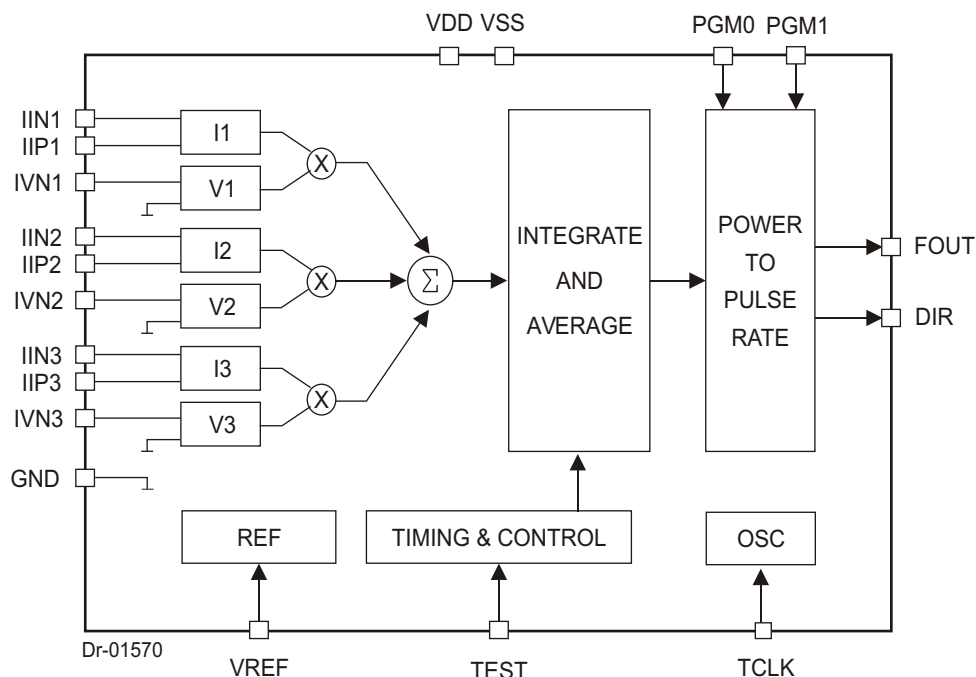 VDD VSS
PGM0 PGM1
IIN1
IIP1
I1
X
IVN1
V1
IIN2
IIP2
I2
X
IVN2
V2
IIN3
IIP3
I3
X
IVN3
V3
GND
Σ
INTEGRATE
AND
AVERAGE
POWER
TO
PULSE
RATE
FOUT
DIR
REF
TIMING & CONTROL
OSC
Dr-01570
VREF
TEST
TCLK